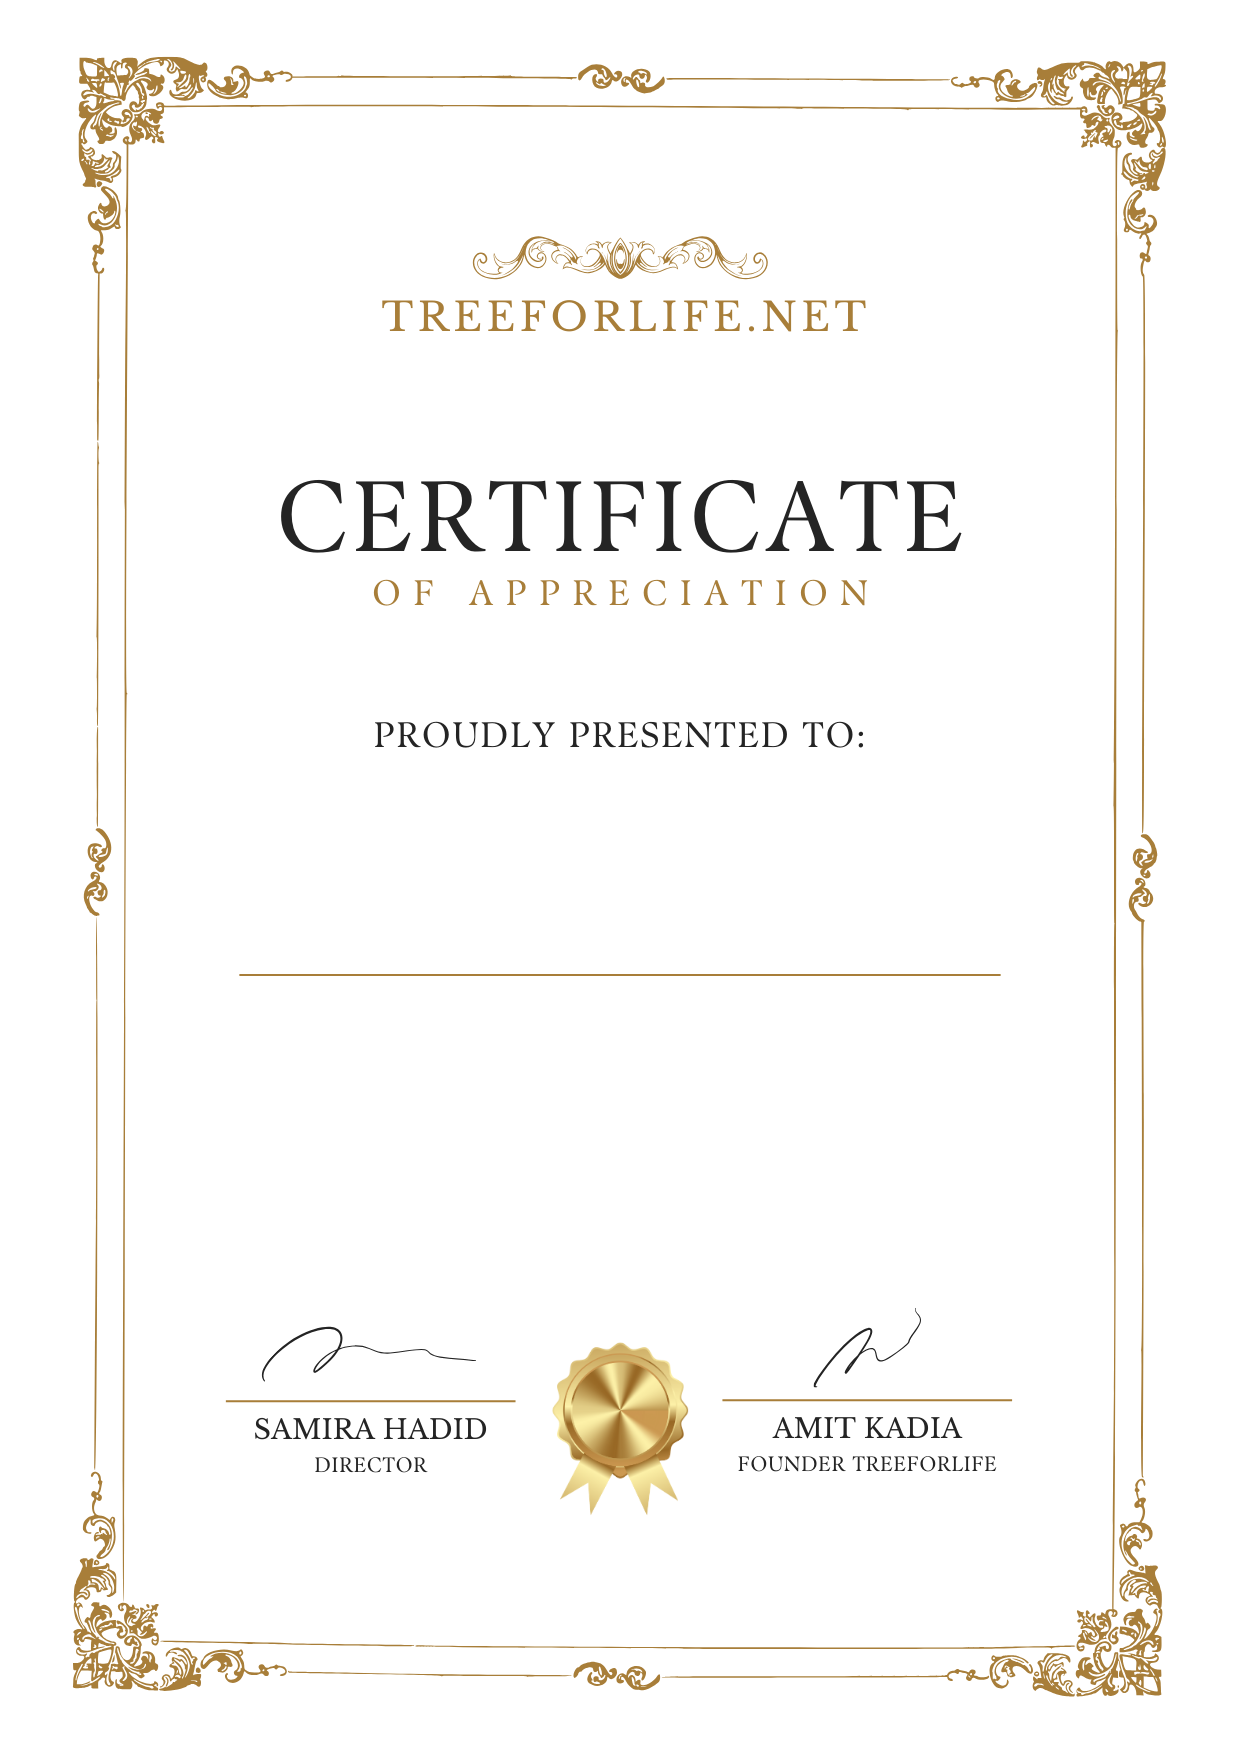 TREEFORLIFE.NET
CERTIFICATE
OF APPRECIATION
PROUDLY PRESENTED TO:
SAMIRA HADID
DIRECTOR
AMIT KADIA
FOUNDER TREEFORLIFE